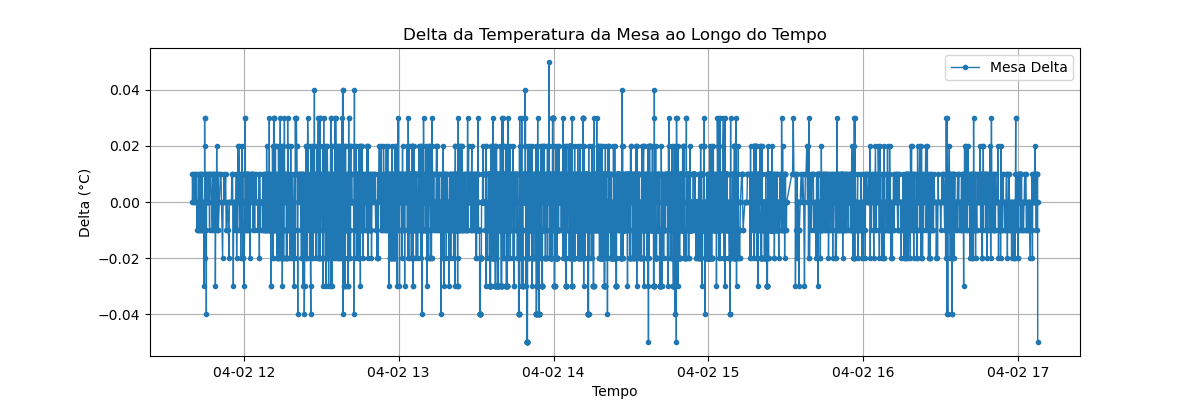 Delta da Temperatura da Mesa ao Longo do Tempo
Mesa Delta
Delta (°C)
0.04
0.02
0.00
−0.02
−0.04
04-02 12 04-02 13 04-02 14 04-02 15 04-02 16 04-02 17
Tempo